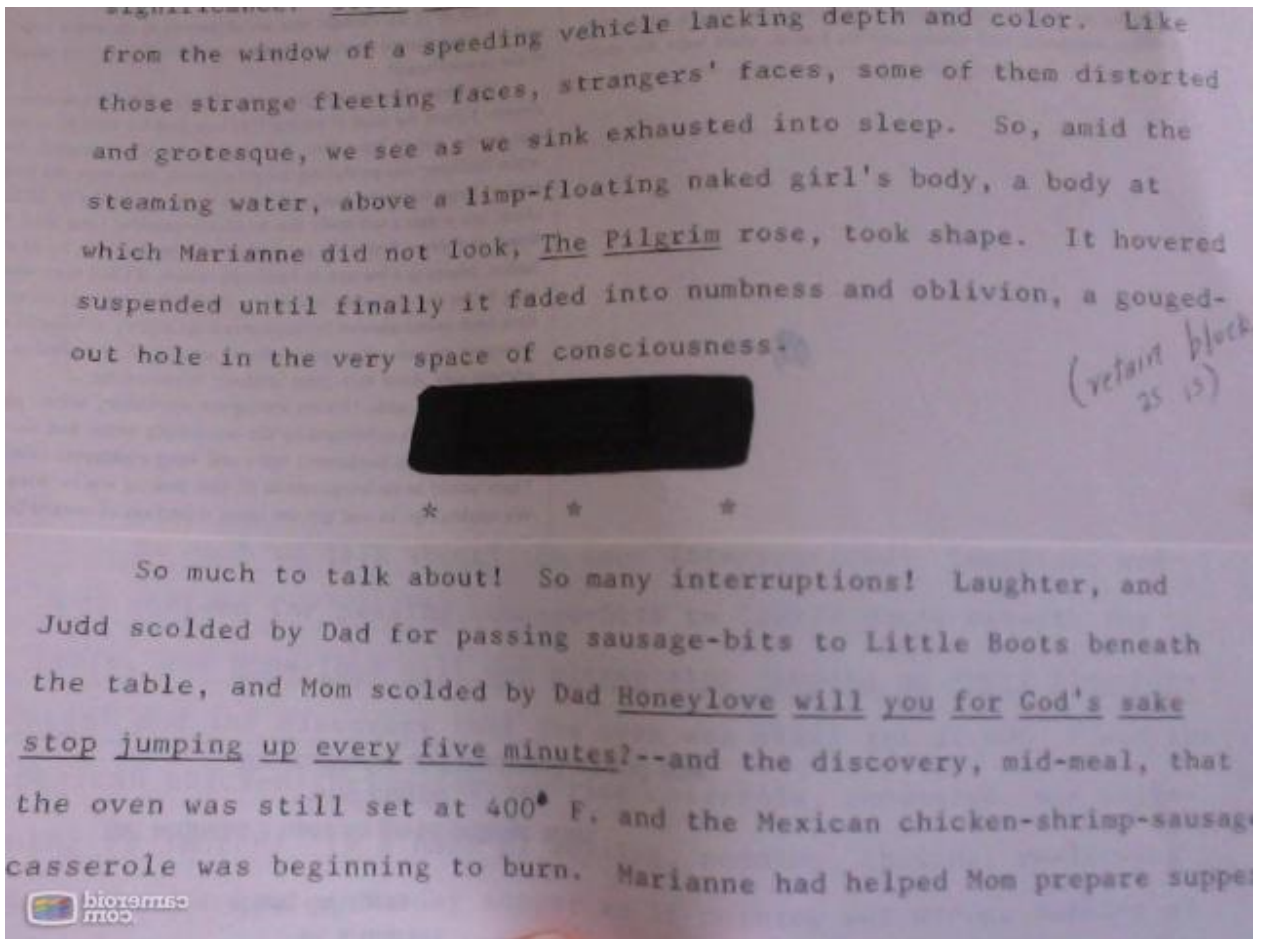 significance.
from the window of a speeding vehicle lacking depth and color. Like
those strange fleeting faces, strangers' faces, some of them distorted
and grotesque, we see as we sink exhausted into sleep. So, amid the
steaming water, above a limp-floating naked girl's body, a body at
which Marianne did not look, The Pilgrim rose, took shape. It hovered
suspended until finally it faded into numbness and oblivion, a gouged-
out hole in the very space of consciousness.
(retain block
as is)
* * *
So much to talk about! So many interruptions! Laughter, and
Judd scolded by Dad for passing sausage-bits to Little Boots beneath
the table, and Mom scolded by Dad Honeylove will you for God's sake
stop jumping up every five minutes?--and the discovery, mid-meal, that
the oven was still set at 400° F. and the Mexican chicken-shrimp-sausage
casserole was beginning to burn. Marianne had helped Mom prepare supper
cameroid
.com